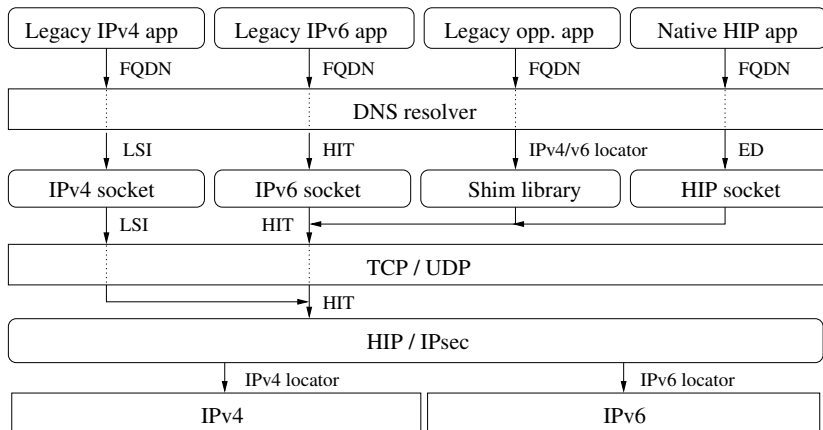 Legacy IPv4 app Legacy IPv6 app Legacy opp. app Native HIP app
FQDN FQDN FQDN FQDN
DNS resolver
LSI HIT IPv4/v6 locator ED
IPv4 socket IPv6 socket Shim library HIP socket
LSI HIT
TCP / UDP
HIT
HIP / IPsec
IPv4 locator IPv6 locator
IPv4 IPv6